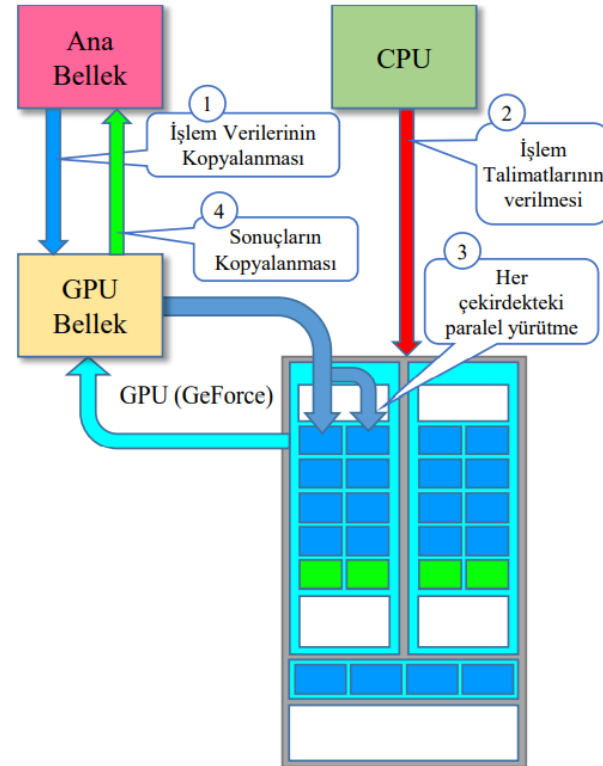 Ana
Bellek
CPU
1
İşlem Verilerinin
Kopyalanması
2
İşlem
Talimatlarının
verilmesi
4
Sonuçların
Kopyalanması
3
Her
çekirdekteki
paralel yürütme
GPU
Bellek
GPU (GeForce)